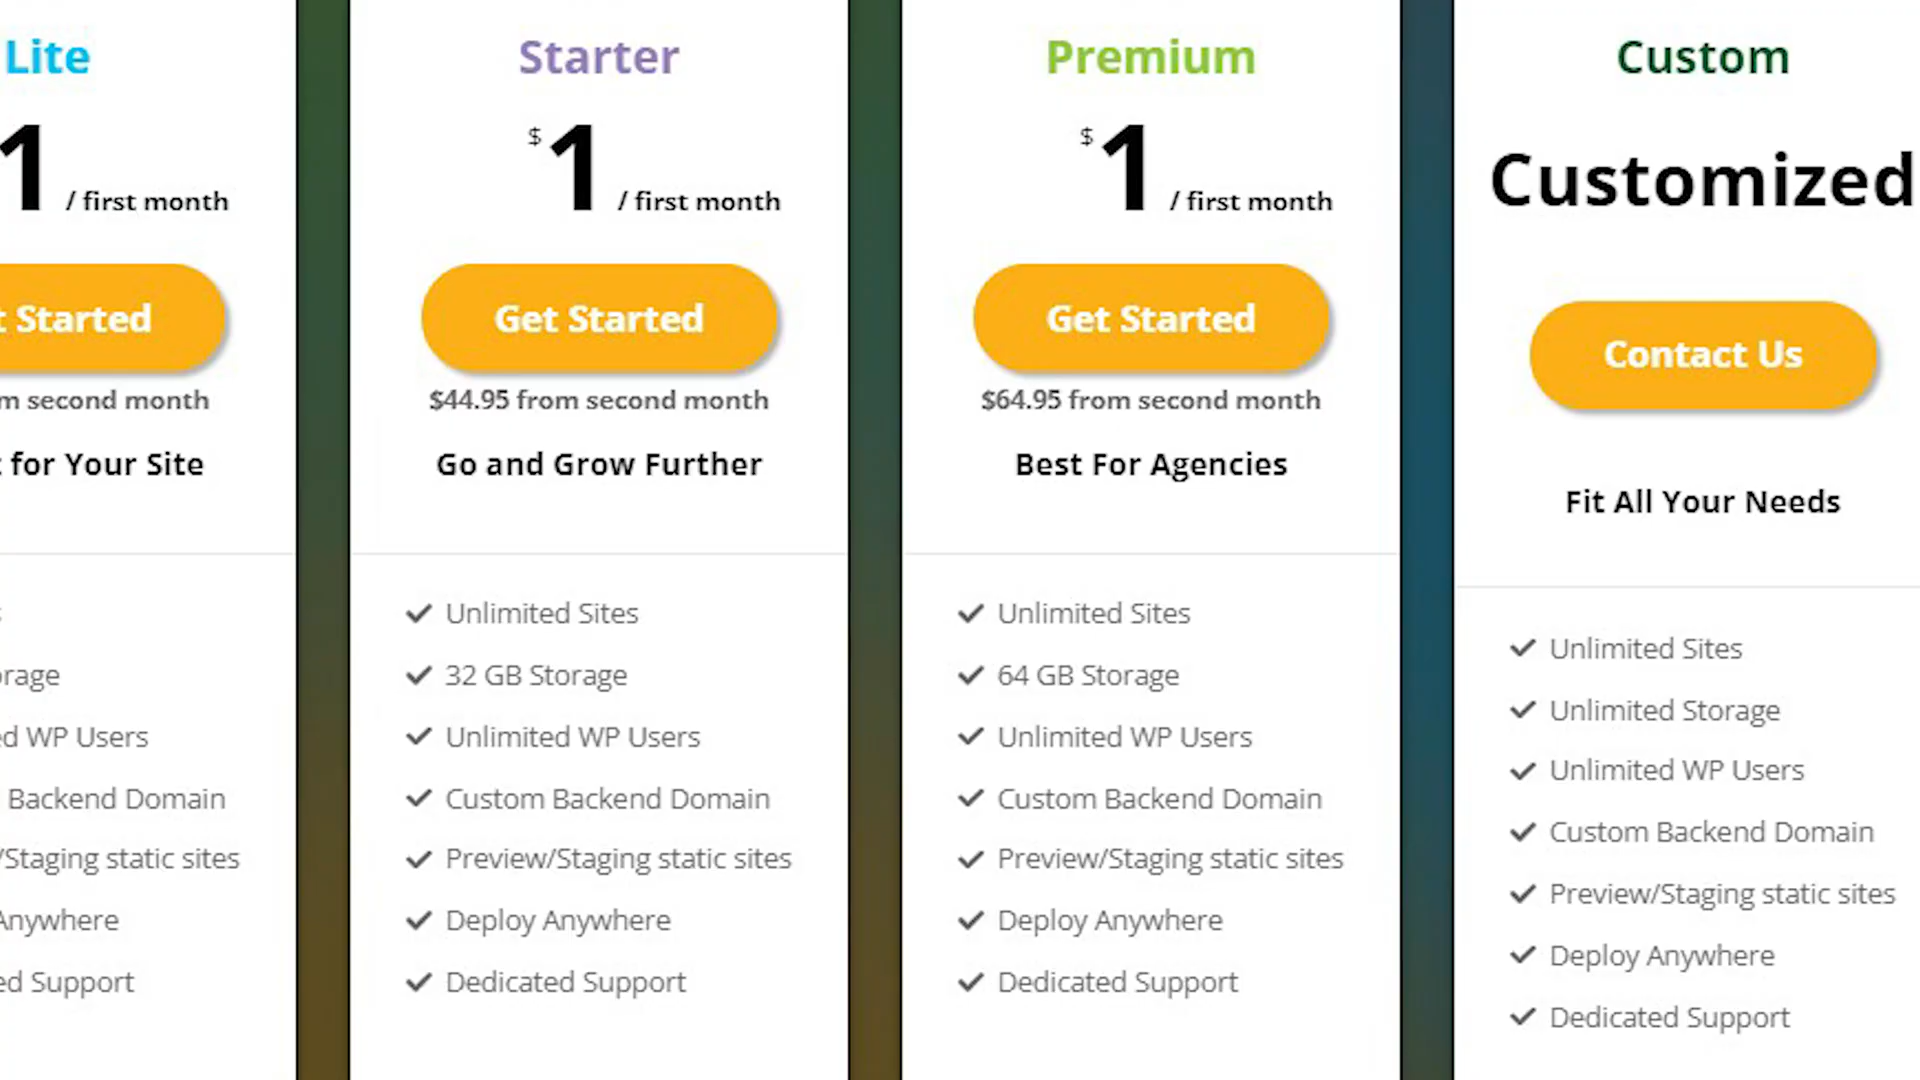 Lite
1 / first month
Started
second month
for Your Site
rage
WP Users
Backend Domain
/Staging static sites
Anywhere
Support
Starter
$1 / first month
Get Started
$44.95 from second month
Go and Grow Further
Unlimited Sites
32 GB Storage
Unlimited WP Users
Custom Backend Domain
Preview/Staging static sites
Deploy Anywhere
Dedicated Support
Premium
$1 / first month
Get Started
$64.95 from second month
Best For Agencies
Unlimited Sites
64 GB Storage
Unlimited WP Users
Custom Backend Domain
Preview/Staging static sites
Deploy Anywhere
Dedicated Support
Custom
Customized
Contact Us
Fit All Your Needs
Unlimited Sites
Unlimited Storage
Unlimited WP Users
Custom Backend Domain
Preview/Staging static sites
Deploy Anywhere
Dedicated Support